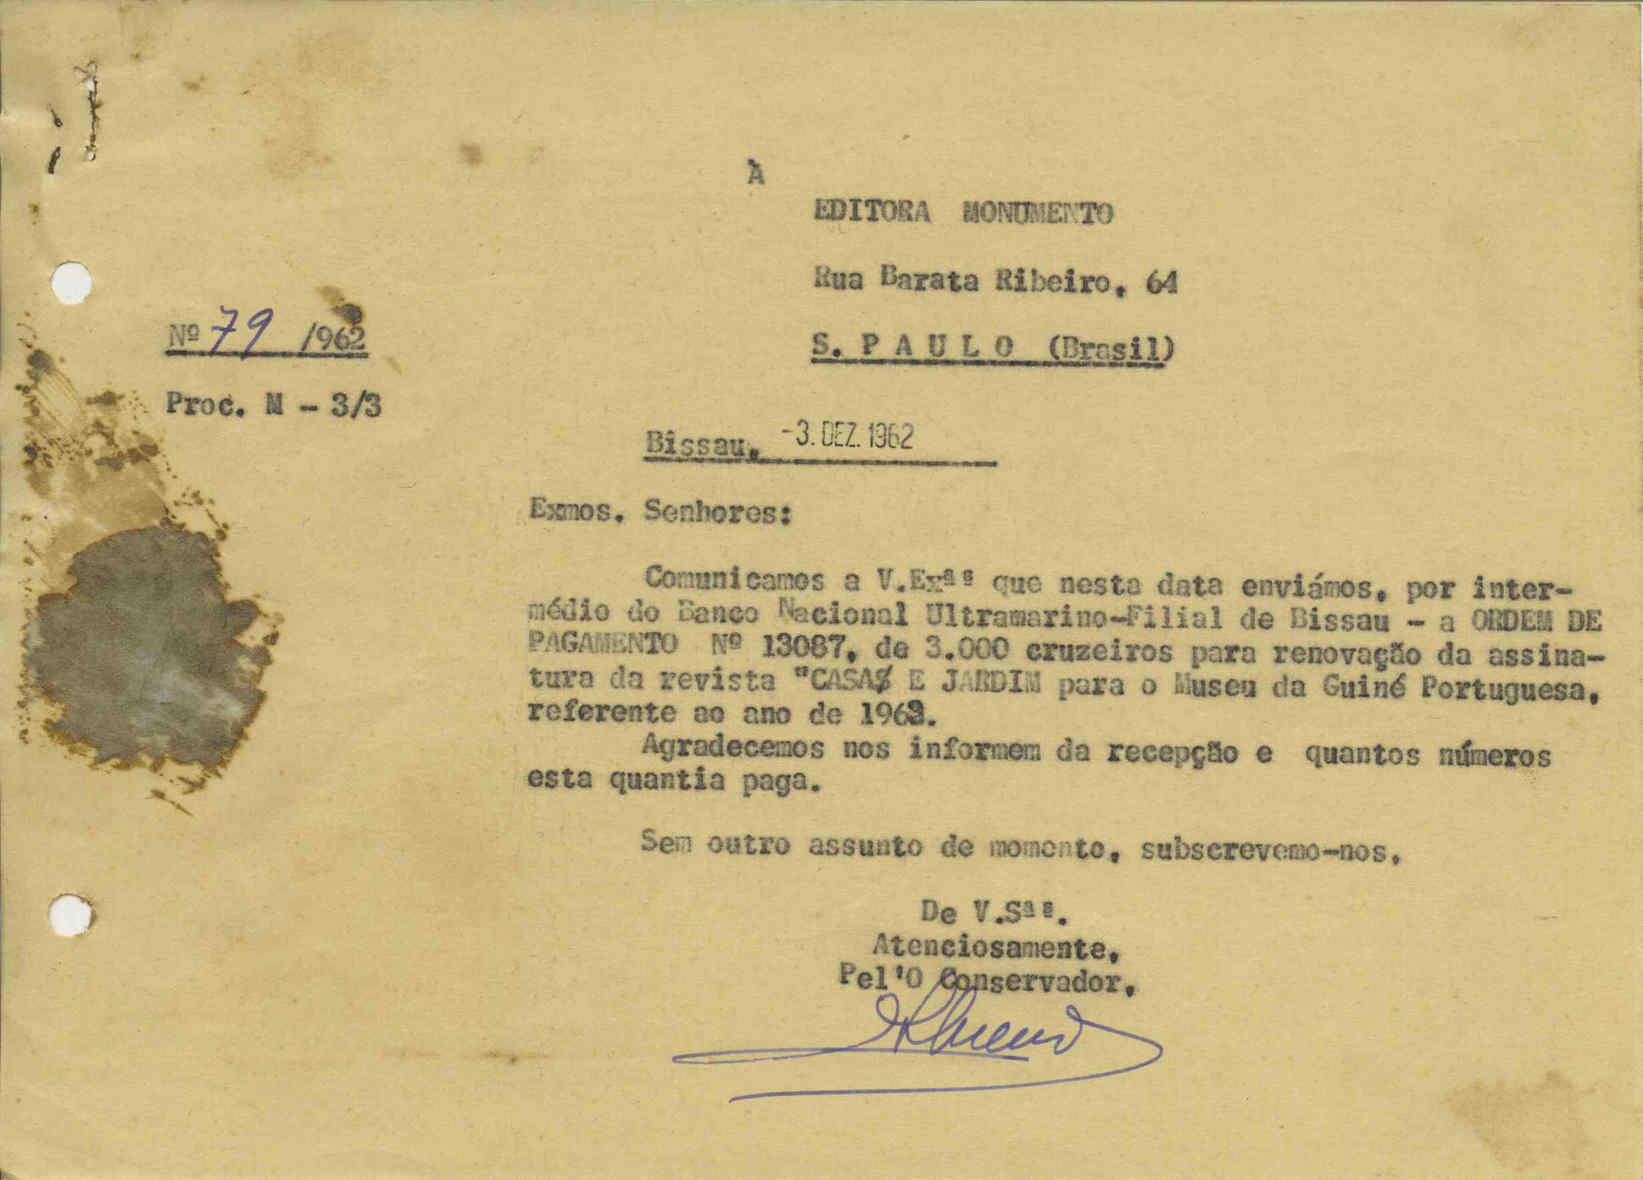 À
EDITORA MONUMENTO
Rua Barata Ribeiro, 64
S. P A U L O (Brasil)
Nº 79 /962
Proc. M - 3/3
Bissau, -3. DEZ. 1962
Exmos. Senhores:
Comunicamos a V.Exªs que nesta data enviámos, por inter-
médio do Banco Nacional Ultramarino-Filial de Bissau - a ORDEM DE
PAGAMENTO Nº 13087, de 3.000 cruzeiros para renovação da assina-
tura da revista "CASA E JARDIM para o Museu da Guiné Portuguesa,
referente ao ano de 1963.
Agradecemos nos informem da recepção e quantos números
esta quantia paga.
Sem outro assunto de momento, subscrevemo-nos,
De V.Sªs.
Atenciosamente,
Pel'O Conservador,